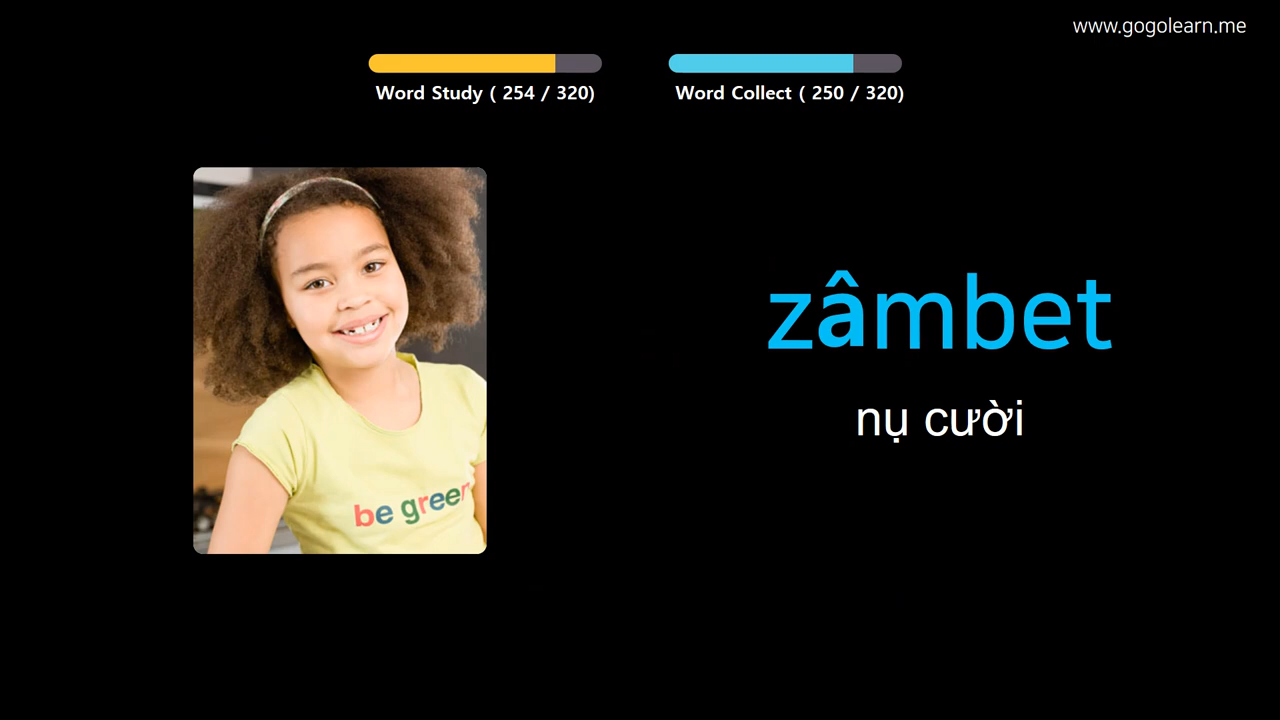 www.gogolearn.me
Word Study ( 254 / 320)
Word Collect ( 250 / 320)
zâmbet
nụ cười
be green